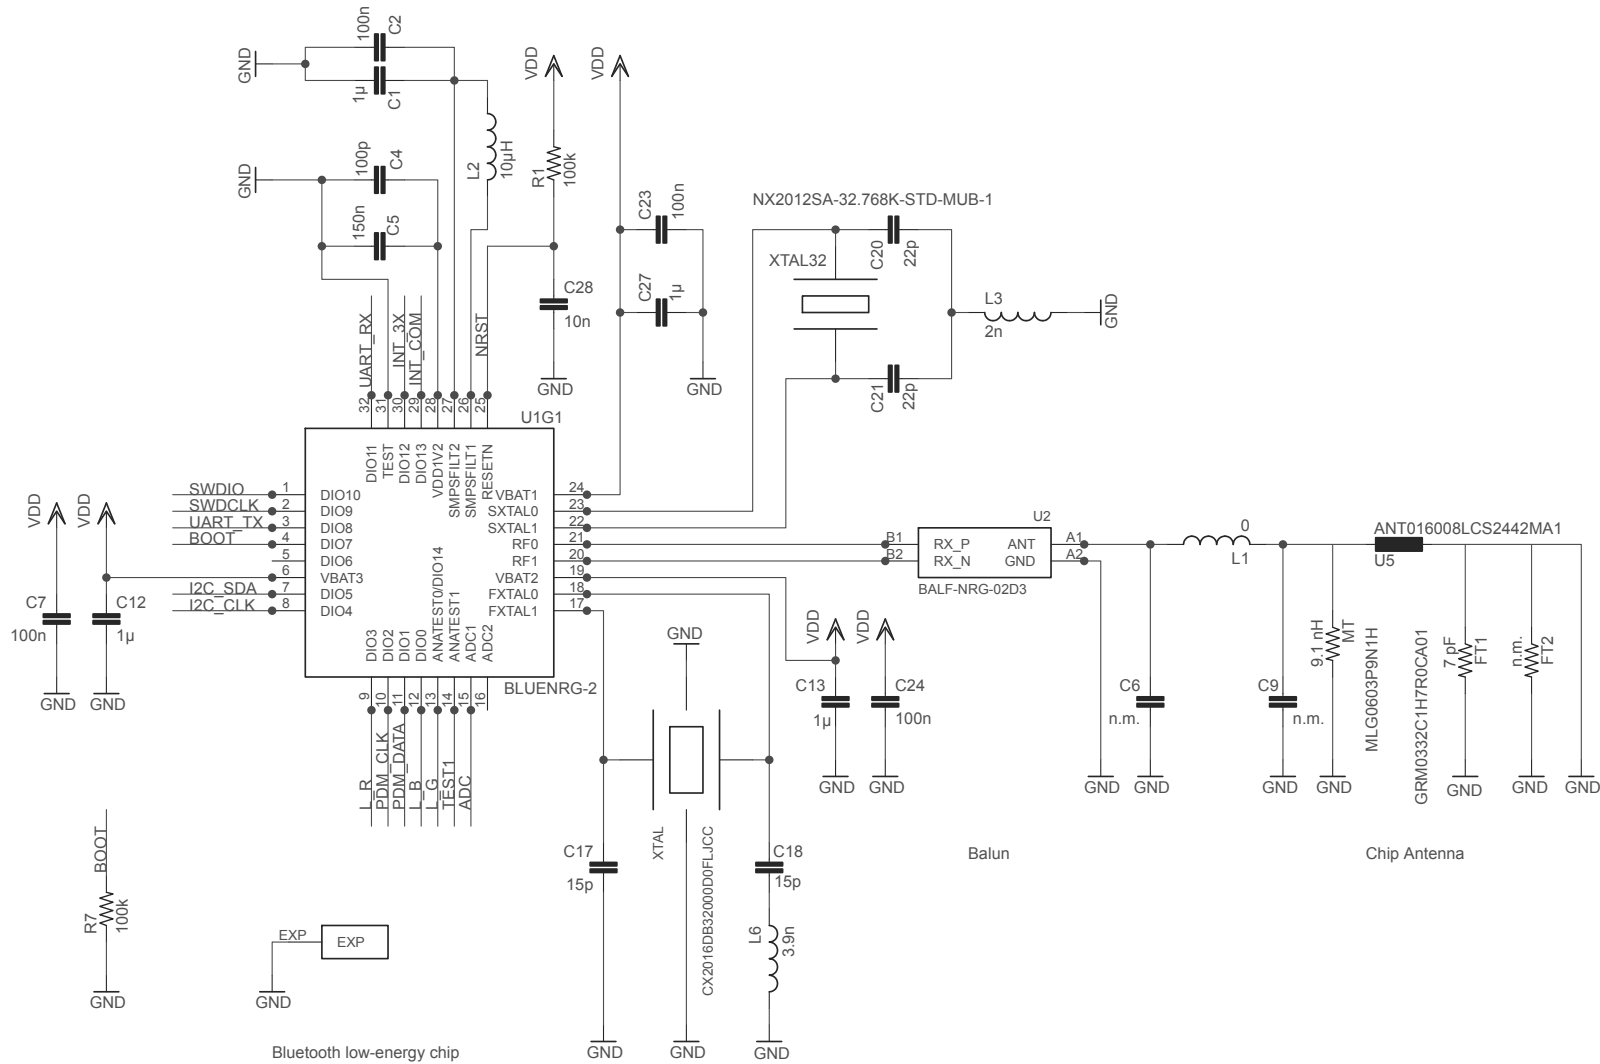 GND
100n
C2
1µ
C1
GND
100p
C4
150n
C5
L2
10µH
VDD
R1
100k
VDD
C23
100n
C27
1µ
GND
C28
10n
GND
NX2012SA-32.768K-STD-MUB-1
XTAL32
C20
22p
C21
22p
L3
2n
GND
UART_RX
INT_3X
INT_COM
NRST
32
31
30
29
28
27
26
25
U1G1
DIO11
TEST
DIO12
DIO13
VDD1V2
SMPSFILT2
SMPSFILT1
RESETN
SWDIO 1 DIO10
SWDCLK 2 DIO9
UART_TX 3 DIO8
BOOT 4 DIO7
5 DIO6
6 VBAT3
I2C_SDA 7 DIO5
I2C_CLK 8 DIO4
VBAT1 24
SXTAL0 23
SXTAL1 22
RF0 21
RF1 20
VBAT2 19
FXTAL0 18
FXTAL1 17
DIO3
DIO2
DIO1
DIO0
ANATEST0/DIO14
ANATEST1
ADC1
ADC2
BLUENRG-2
9
10
11
12
13
14
15
16
L_R
PDM_CLK
PDM_DATA
L_B
L_G
TEST1
ADC
VDD
VDD
C7
100n
C12
1µ
GND
GND
U2
B1 RX_P ANT A1
B2 RX_N GND A2
BALF-NRG-02D3
0
L1
ANT016008LCS2442MA1
U5
VDD
VDD
C13
1µ
C24
100n
GND
GND
GND
C6
n.m.
GND
C9
n.m.
GND
9.1 nH
MT
MLG0603P9N1H
GND
GRM0332C1H7R0CA01
7 pF
FT1
GND
n.m.
FT2
GND
GND
GND
XTAL
CX2016DB32000D0FLJCC
C17
15p
C18
15p
L6
3.9n
GND
GND
GND
BOOT
R7
100k
GND
EXP
EXP
GND
Balun
Chip Antenna
Bluetooth low-energy chip